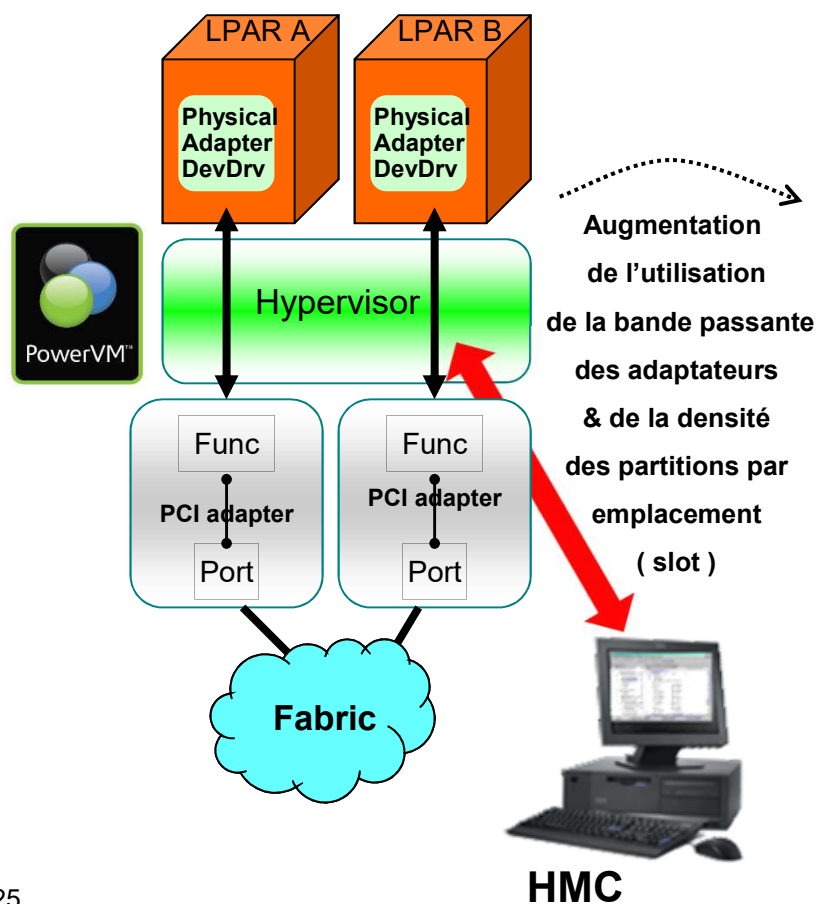 LPAR A
LPAR B
Physical
Adapter
DevDrv
Physical
Adapter
DevDrv
PowerVM™
Hypervisor
Augmentation
de l’utilisation
de la bande passante
des adaptateurs
& de la densité
des partitions par
emplacement
( slot )
Func
PCI adapter
Port
Func
PCI adapter
Port
Fabric
HMC
25